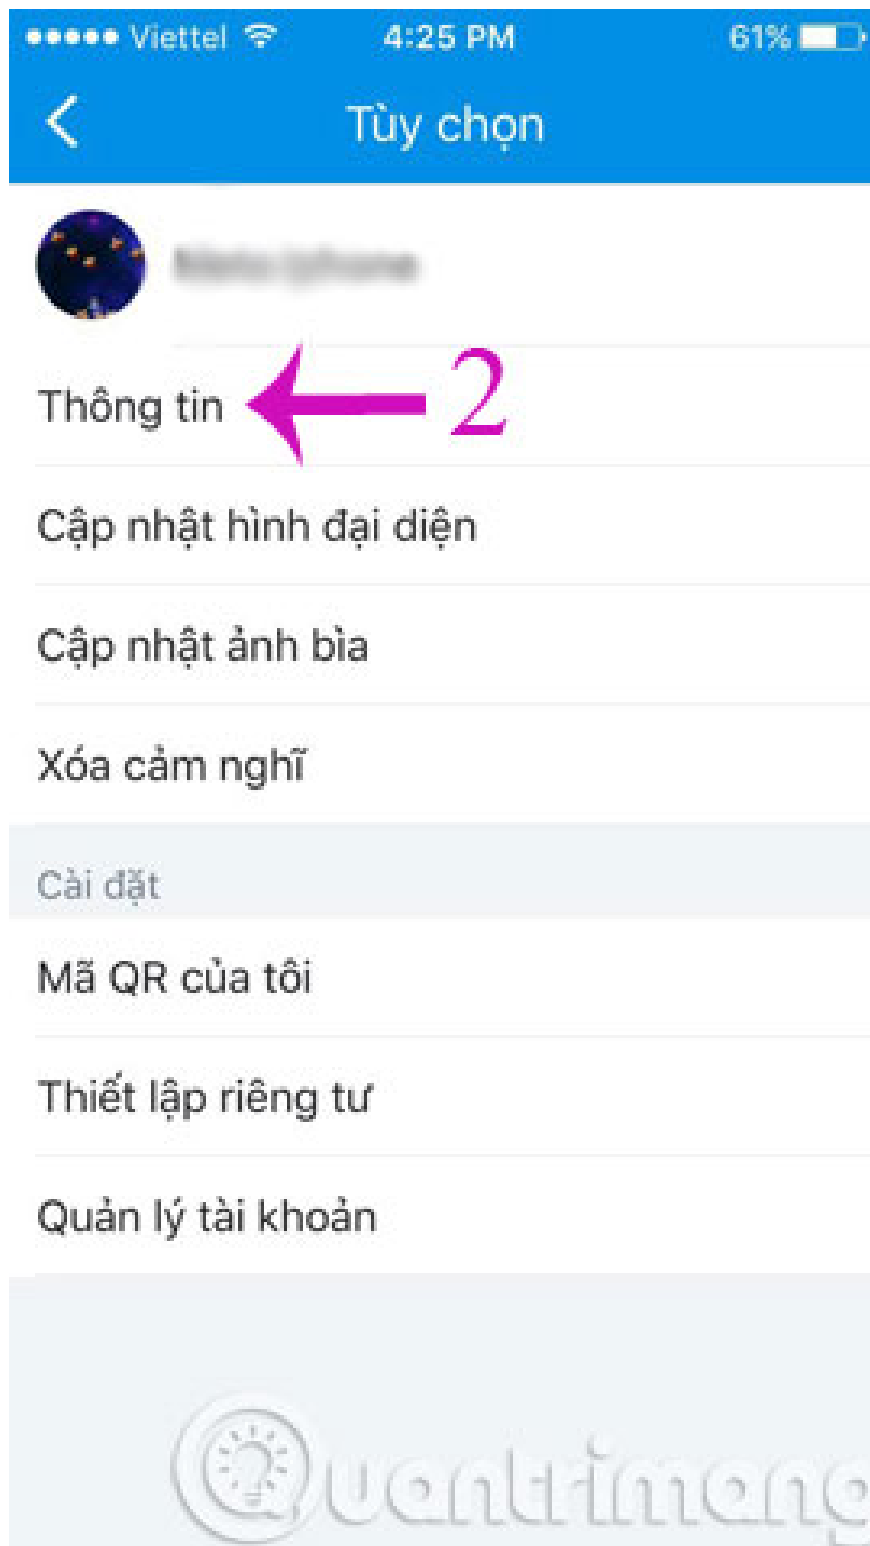 Viettel 4:25 PM 61%
Tùy chọn
Thông tin 2
Cập nhật hình đại diện
Cập nhật ảnh bìa
Xóa cảm nghĩ
Cài đặt
Mã QR của tôi
Thiết lập riêng tư
Quản lý tài khoản
Quantrimang